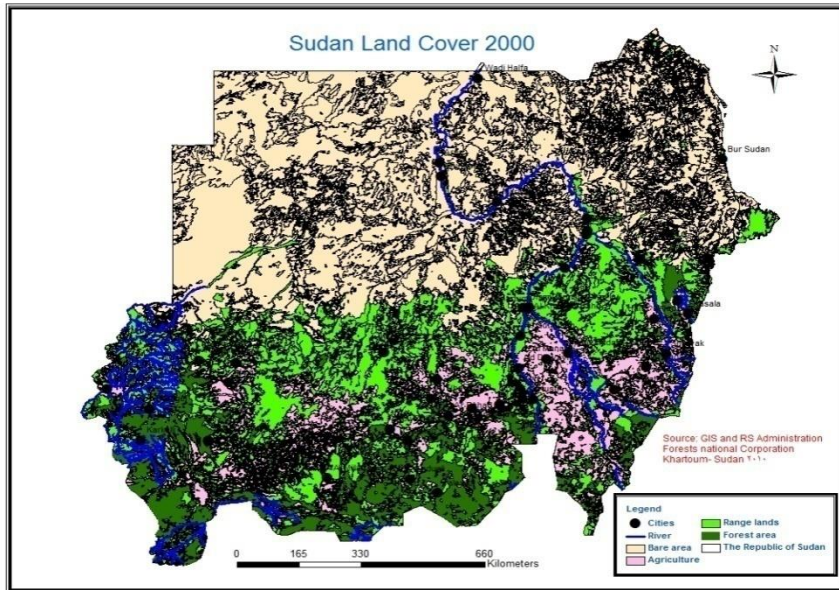 Sudan Land Cover 2000
N
Wadi Halfa
Bur Sudan
Source: GIS and RS Administration
Forests national Corporation
Khartoum- Sudan ٢٠١٠
Legend
Cities
River
Bare area
Agriculture
Range lands
Forest area
The Republic of Sudan
0 165 330 660
Kilometers